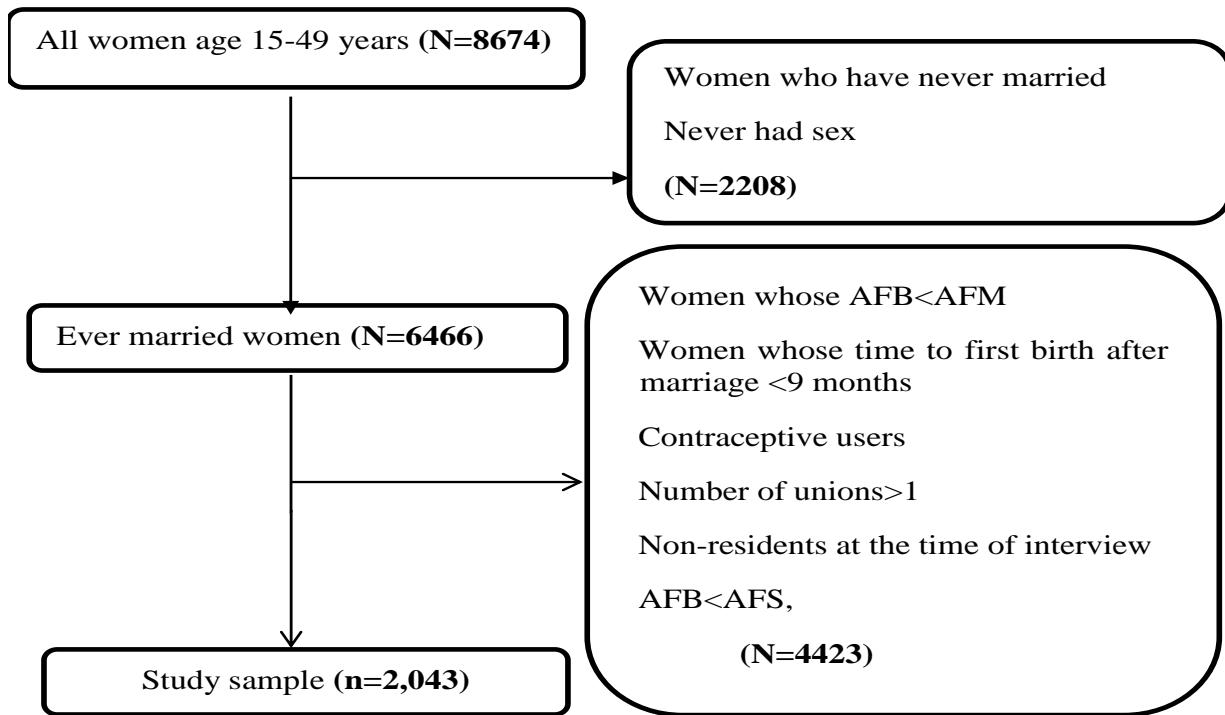 All women age 15-49 years (N=8674)
Women who have never married
Never had sex
(N=2208)
Ever married women (N=6466)
Women whose AFB<AFM
Women whose time to first birth after
marriage <9 months
Contraceptive users
Number of unions>1
Non-residents at the time of interview
AFB<AFS,
(N=4423)
Study sample (n=2,043)